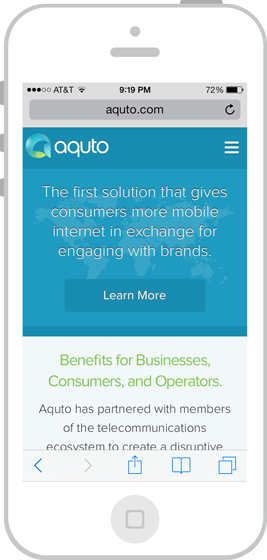 AT&T 9:19 PM 72%
aquto.com
aquto
The first solution that gives
consumers more mobile
internet in exchange for
engaging with brands.
Learn More
Benefits for Businesses,
Consumers, and Operators.
Aquto has partnered with members
of the telecommunications
ecosystem to create a disruptive